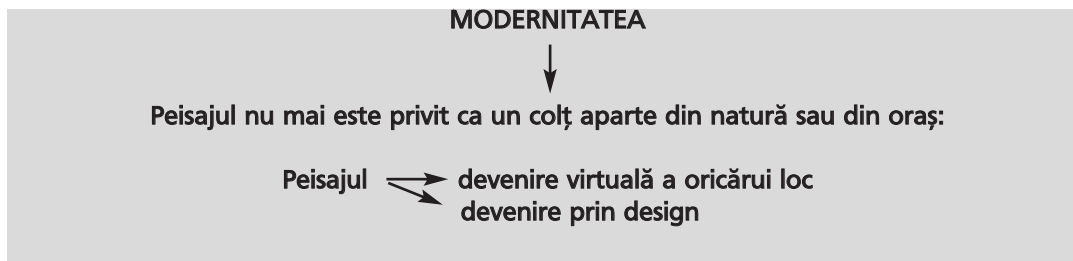 MODERNITATEA
Peisajul nu mai este privit ca un colț aparte din natură sau din oraș:
Peisajul devenire virtuală a oricărui loc
devenire prin design